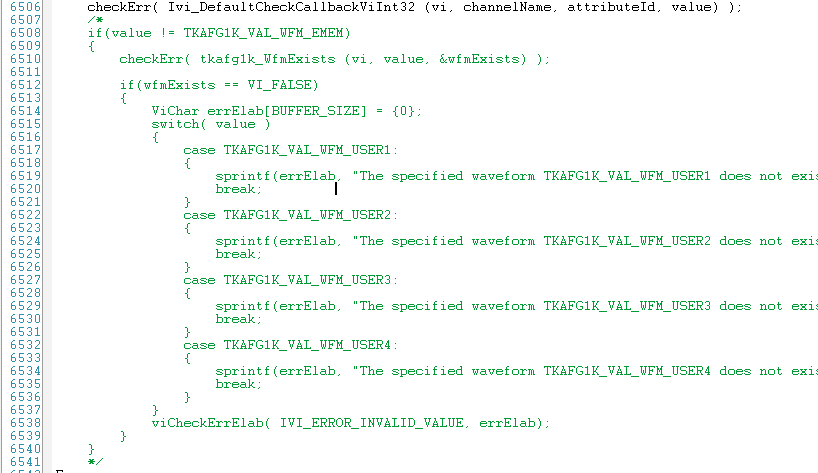 6506 checkErr( Ivi_DefaultCheckCallbackViInt32 (vi, channelName, attributeId, value) );
6507 /*
6508 if(value != TKAFG1K_VAL_WFM_EMEM)
6509 {
6510 checkErr( tkafg1k_WfmExists (vi, value, &wfmExists) );
6511
6512 if(wfmExists == VI_FALSE)
6513 {
6514 ViChar errElab[BUFFER_SIZE] = {0};
6515 switch( value )
6516 {
6517 case TKAFG1K_VAL_WFM_USER1:
6518 {
6519 sprintf(errElab, "The specified waveform TKAFG1K_VAL_WFM_USER1 does not exis
6520 break;
6521 }
6522 case TKAFG1K_VAL_WFM_USER2:
6523 {
6524 sprintf(errElab, "The specified waveform TKAFG1K_VAL_WFM_USER2 does not exis
6525 break;
6526 }
6527 case TKAFG1K_VAL_WFM_USER3:
6528 {
6529 sprintf(errElab, "The specified waveform TKAFG1K_VAL_WFM_USER3 does not exis
6530 break;
6531 }
6532 case TKAFG1K_VAL_WFM_USER4:
6533 {
6534 sprintf(errElab, "The specified waveform TKAFG1K_VAL_WFM_USER4 does not exis
6535 break;
6536 }
6537 }
6538 viCheckErrElab( IVI_ERROR_INVALID_VALUE, errElab);
6539 }
6540 }
6541 */